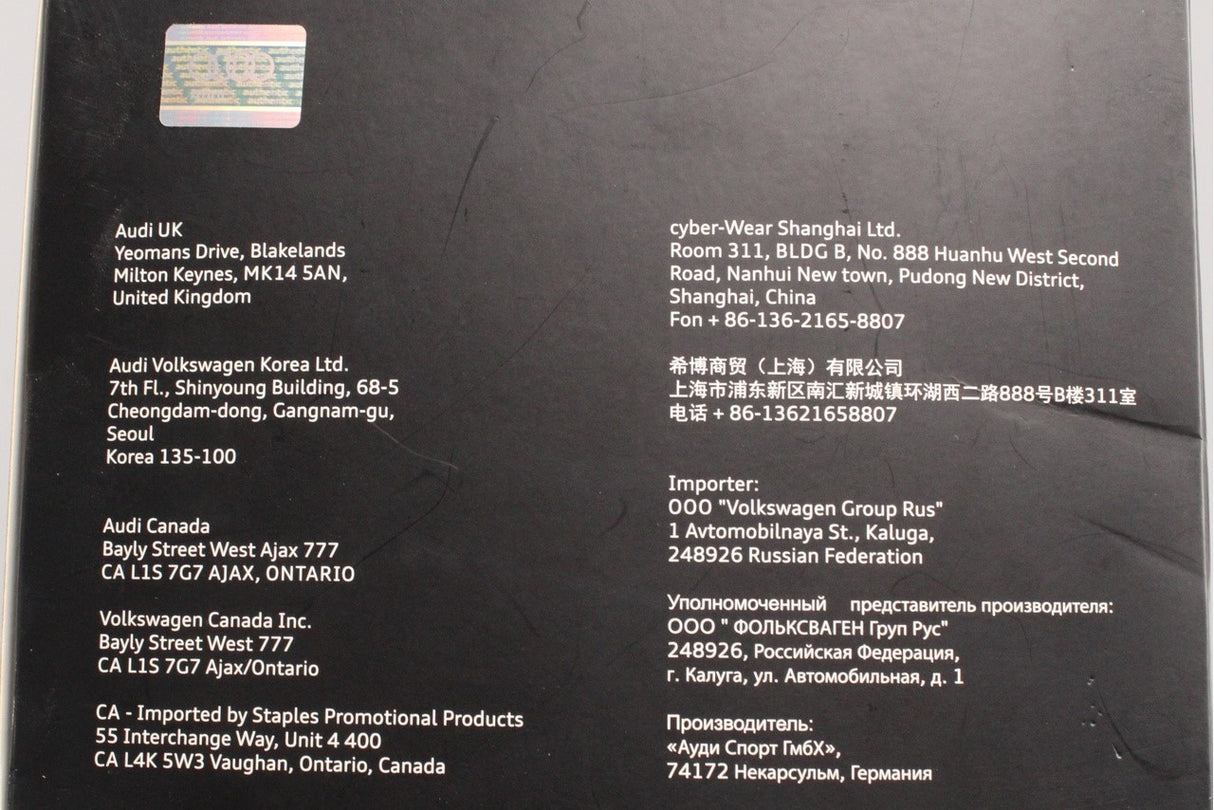 authentic
Audi UK
Yeomans Drive, Blakelands
Milton Keynes, MK14 5AN,
United Kingdom
Audi Volkswagen Korea Ltd.
7th Fl., Shinyoung Building, 68-5
Cheongdam-dong, Gangnam-gu,
Seoul
Korea 135-100
Audi Canada
Bayly Street West Ajax 777
CA L1S 7G7 AJAX, ONTARIO
Volkswagen Canada Inc.
Bayly Street West 777
CA L1S 7G7 Ajax/Ontario
CA - Imported by Staples Promotional Products
55 Interchange Way, Unit 4 400
CA L4K 5W3 Vaughan, Ontario, Canada
cyber-Wear Shanghai Ltd.
Room 311, BLDG B, No. 888 Huanhu West Second
Road, Nanhui New town, Pudong New District,
Shanghai, China
Fon + 86-136-2165-8807
希博商贸（上海）有限公司
上海市浦东新区南汇新城镇环湖西二路888号B楼311室
电话 + 86-13621658807
Importer:
OOO "Volkswagen Group Rus"
1 Avtomobilnaya St., Kaluga,
248926 Russian Federation
Уполномоченный представитель производителя:
ООО " ФОЛЬКСВАГЕН Груп Рус"
248926, Российская Федерация,
г. Калуга, ул. Автомобильная, д. 1
Производитель:
«Ауди Спорт ГмбХ»,
74172 Некарсульм, Германия